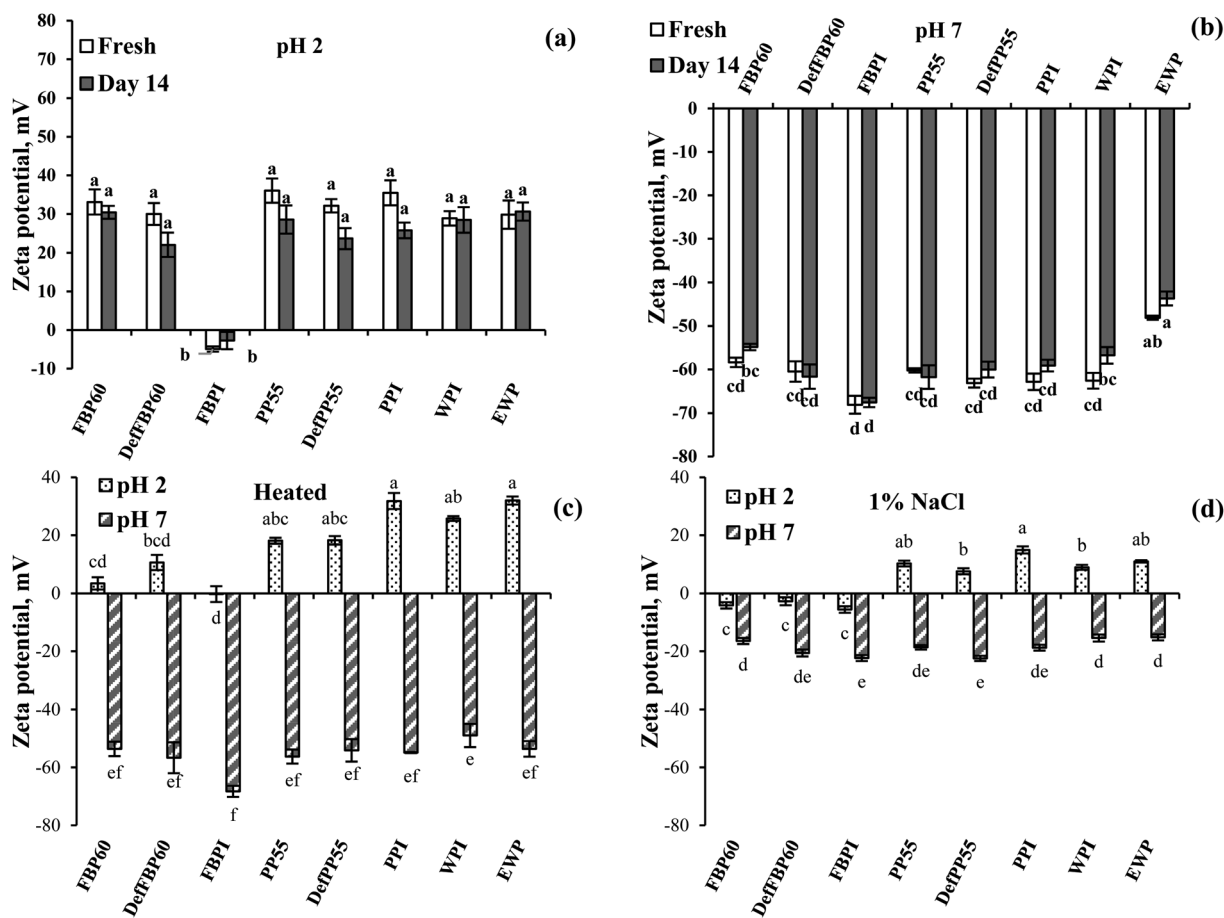 (a)
pH 2
Fresh
Day 14
Zeta potential, mV
80
70
60
50
40
30
20
10
0
-10
a a a a b b a a a a a a a a a a
FBP60 DefFBP60 FBPI PP55 DefPP55 PPI WPI EWP
(b)
pH 7
Fresh
Day 14
FBP60 DefFBP60 FBPI PP55 DefPP55 PPI WPI EWP
Zeta potential, mV
0
-10
-20
-30
-40
-50
-60
-70
-80
cd bc cd cd d d cd cd cd cd cd cd cd bc ab a
(c)
Heated
pH 2
pH 7
Zeta potential, mV
40
20
0
-20
-40
-60
-80
cd bcd d abc abc a ab a
ef ef f ef ef ef e ef
FBP60 DefFBP60 FBPI PP55 DefPP55 PPI WPI EWP
(d)
1% NaCl
pH 2
pH 7
Zeta potential, mV
40
20
0
-20
-40
-60
-80
c c c ab b a b ab
d de e de e de d d
FBP60 DefFBP60 FBPI PP55 DefPP55 PPI WPI EWP